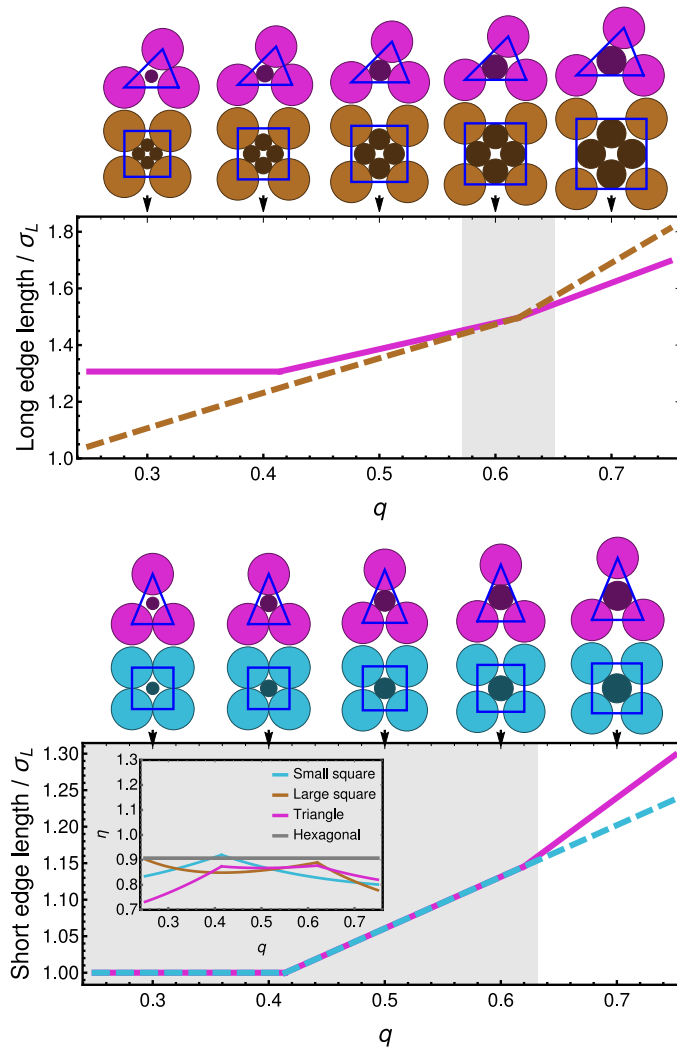 Long edge length / σ_L
1.8
1.6
1.4
1.2
1.0
0.3 0.4 0.5 0.6 0.7
q
Short edge length / σ_L
1.30
1.25
1.20
1.15
1.10
1.05
1.00
η
1.3
1.2
1.1
1.0
0.9
0.8
0.7
Small square
Large square
Triangle
Hexagonal
0.3 0.4 0.5 0.6 0.7
q
0.3 0.4 0.5 0.6 0.7
q